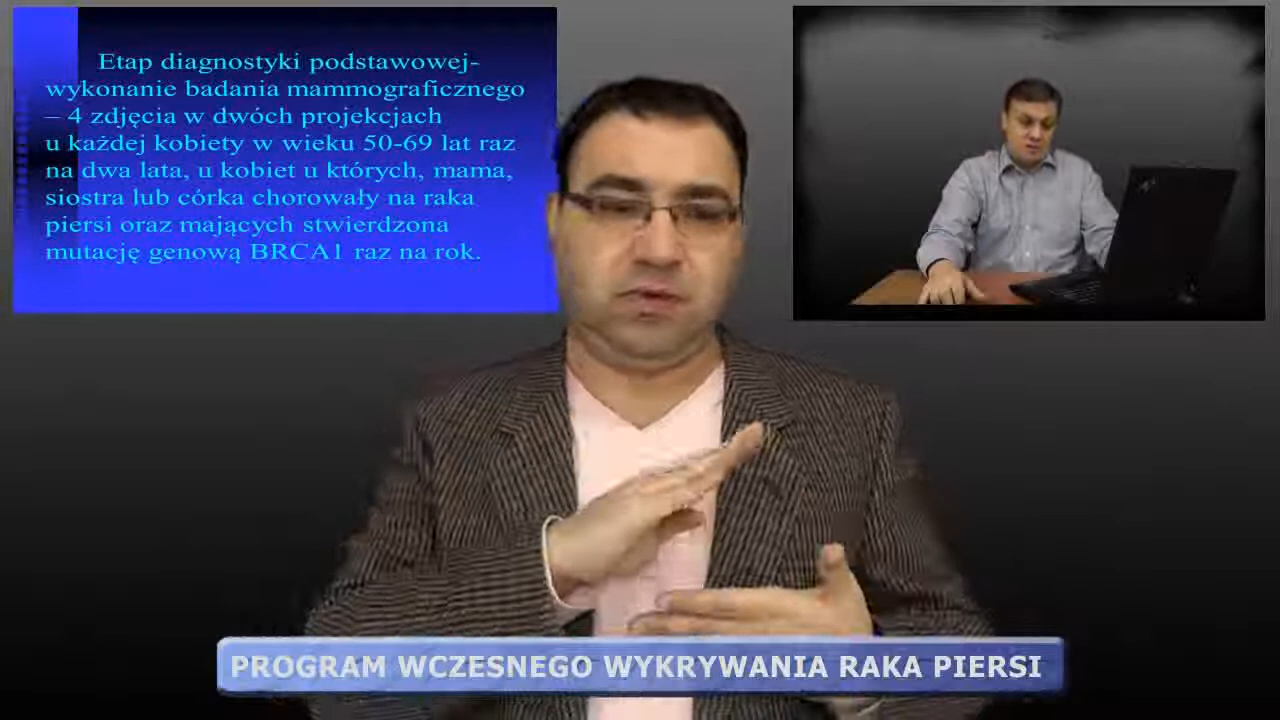 Etap diagnostyki podstawowej-
wykonanie badania mammograficznego
– 4 zdjęcia w dwóch projekcjach
u każdej kobiety w wieku 50-69 lat raz
na dwa lata, u kobiet u których, mama,
siostra lub córka chorowały na raka
piersi oraz mających stwierdzona
mutację genową BRCA1 raz na rok.
PROGRAM WCZESNEGO WYKRYWANIA RAKA PIERSI